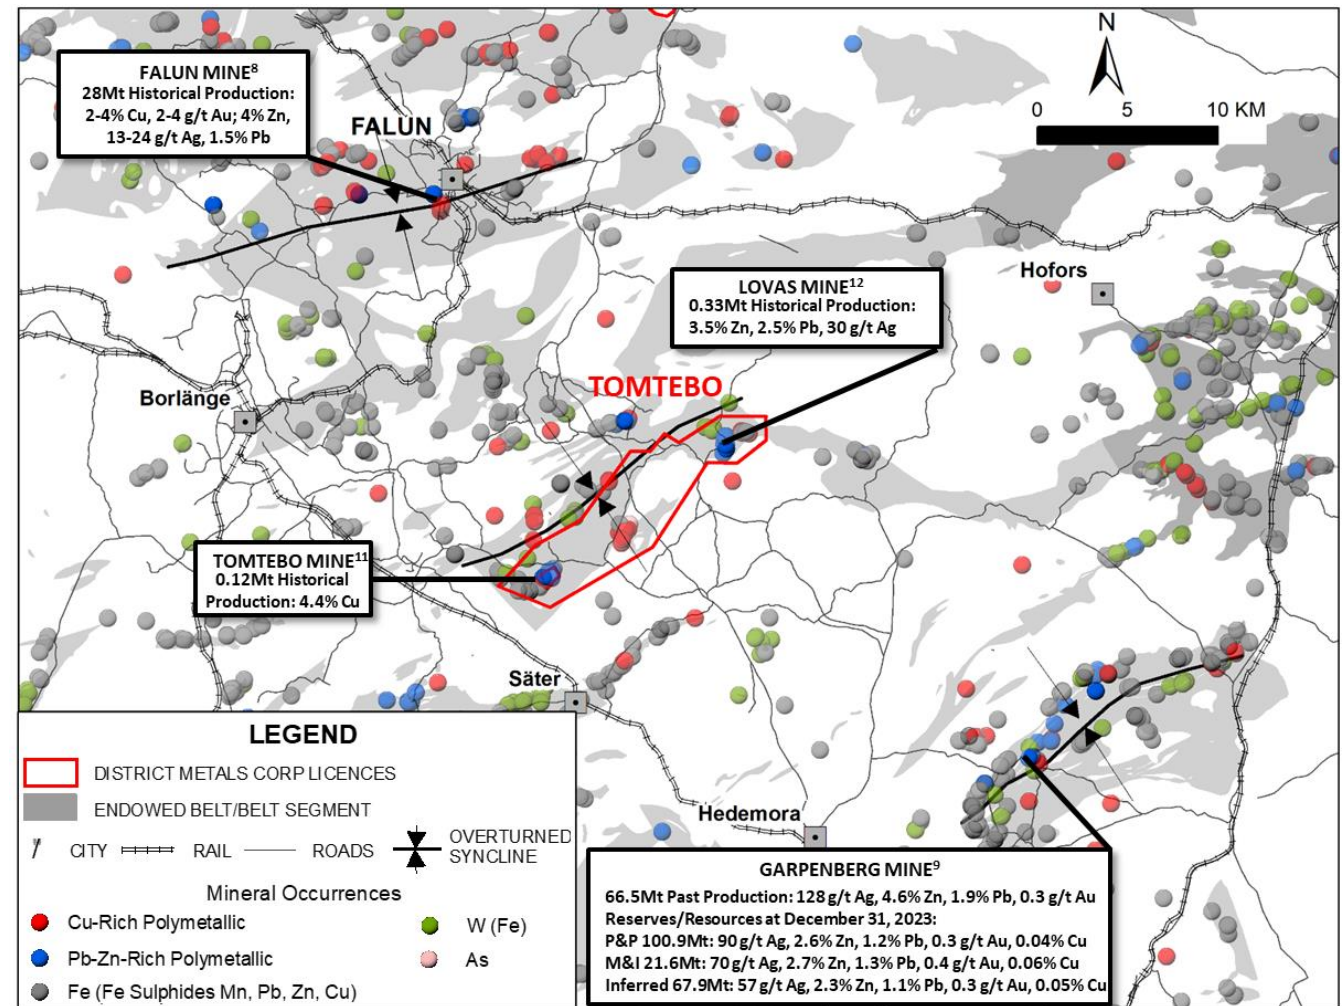 N
0 5 10 KM
FALUN MINE⁸
28Mt Historical Production:
2-4% Cu, 2-4 g/t Au; 4% Zn,
13-24 g/t Ag, 1.5% Pb
FALUN
Hofors
LOVAS MINE¹²
0.33Mt Historical Production:
3.5% Zn, 2.5% Pb, 30 g/t Ag
TOMTEBO
Borlänge
TOMTEBO MINE¹¹
0.12Mt Historical
Production: 4.4% Cu
Säter
Hedemora
GARPENBERG MINE⁹
66.5Mt Past Production: 128 g/t Ag, 4.6% Zn, 1.9% Pb, 0.3 g/t Au
Reserves/Resources at December 31, 2023:
P&P 100.9Mt: 90 g/t Ag, 2.6% Zn, 1.2% Pb, 0.3 g/t Au, 0.04% Cu
M&I 21.6Mt: 70 g/t Ag, 2.7% Zn, 1.3% Pb, 0.4 g/t Au, 0.06% Cu
Inferred 67.9Mt: 57 g/t Ag, 2.3% Zn, 1.1% Pb, 0.3 g/t Au, 0.05% Cu
LEGEND
DISTRICT METALS CORP LICENCES
ENDOWED BELT/BELT SEGMENT
CITY RAIL ROADS OVERTURNED
SYNCLINE
Mineral Occurrences
Cu-Rich Polymetallic
W (Fe)
Pb-Zn-Rich Polymetallic
As
Fe (Fe Sulphides Mn, Pb, Zn, Cu)